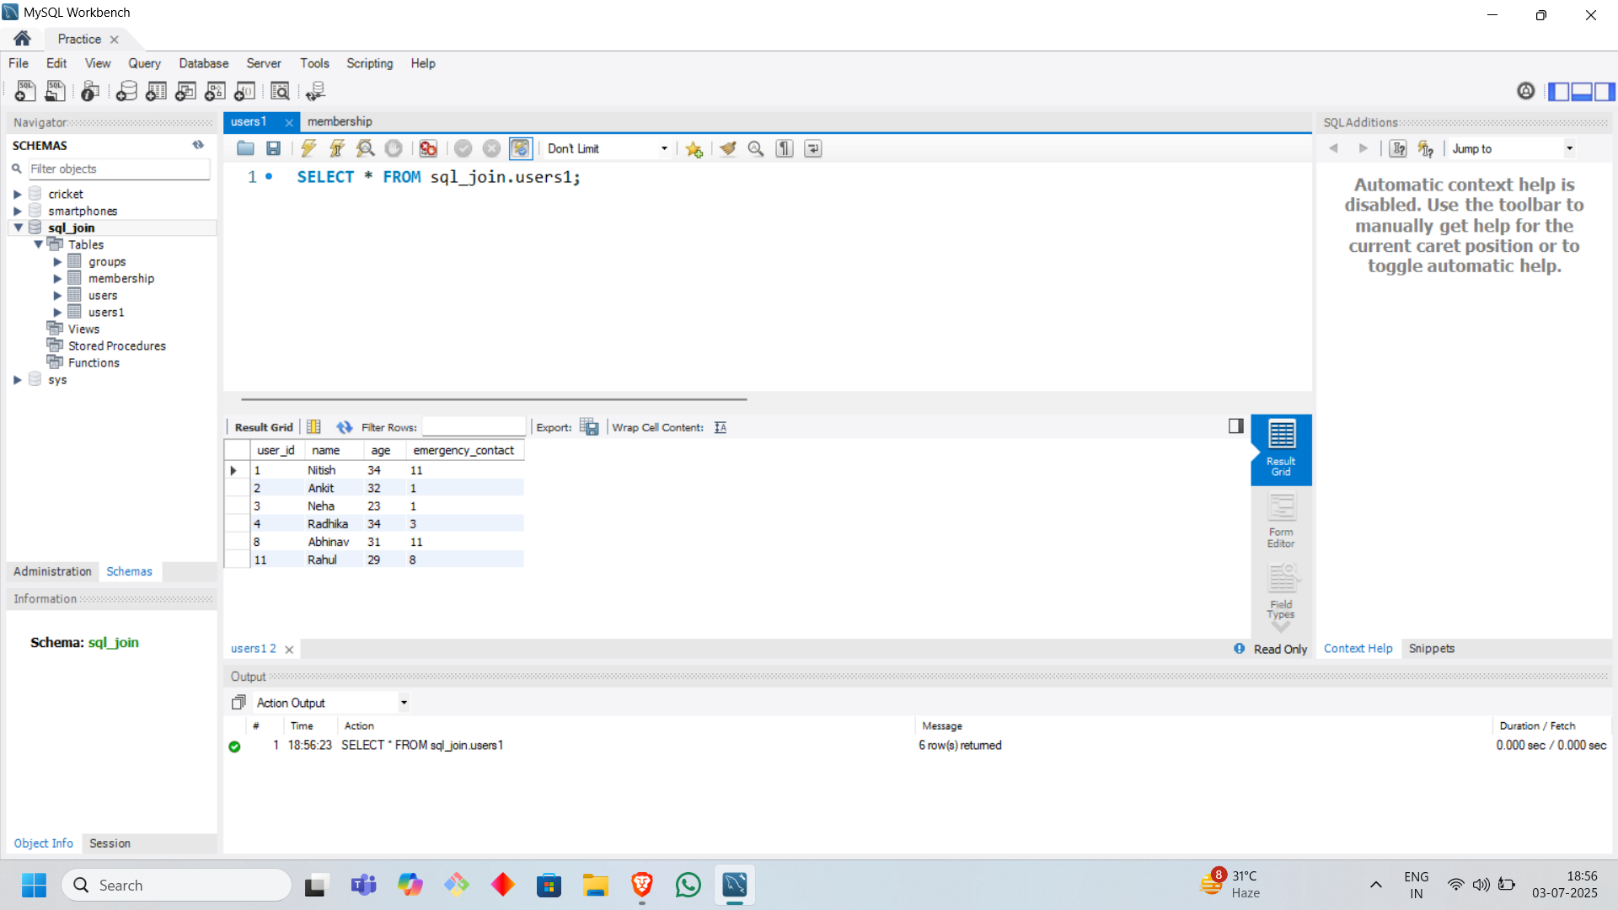 MySQL Workbench
Practice
File Edit View Query Database Server Tools Scripting Help
Navigator
SCHEMAS
Filter objects
cricket
smartphones
sql_join
Tables
groups
membership
users
users1
Views
Stored Procedures
Functions
sys
Administration Schemas
Information
Schema: sql_join
Object Info Session
users1 membership
Don't Limit
1 SELECT * FROM sql_join.users1;
Result Grid Filter Rows: Export: Wrap Cell Content:
user_id name age emergency_contact
1 Nitish 34 11
2 Ankit 32 1
3 Neha 23 1
4 Radhika 34 3
8 Abhinav 31 11
11 Rahul 29 8
Result
Grid
Form
Editor
Field
Types
users1 2
Read Only
SQLAdditions
Jump to
Automatic context help is
disabled. Use the toolbar to
manually get help for the
current caret position or to
toggle automatic help.
Context Help Snippets
Output
Action Output
# Time Action Message Duration / Fetch
1 18:56:23 SELECT * FROM sql_join.users1 6 row(s) returned 0.000 sec / 0.000 sec
Search
8
31°C
Haze
ENG
IN
18:56
03-07-2025